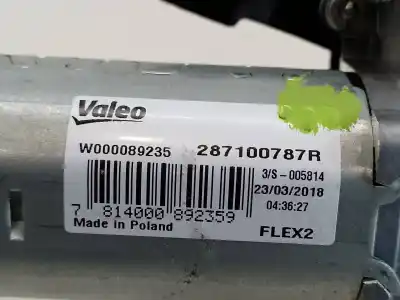 Valeo
W000089235 287100787R
3/S-005814
23/03/2018
04:36:27
7 814000 892359
Made in Poland FLEX2